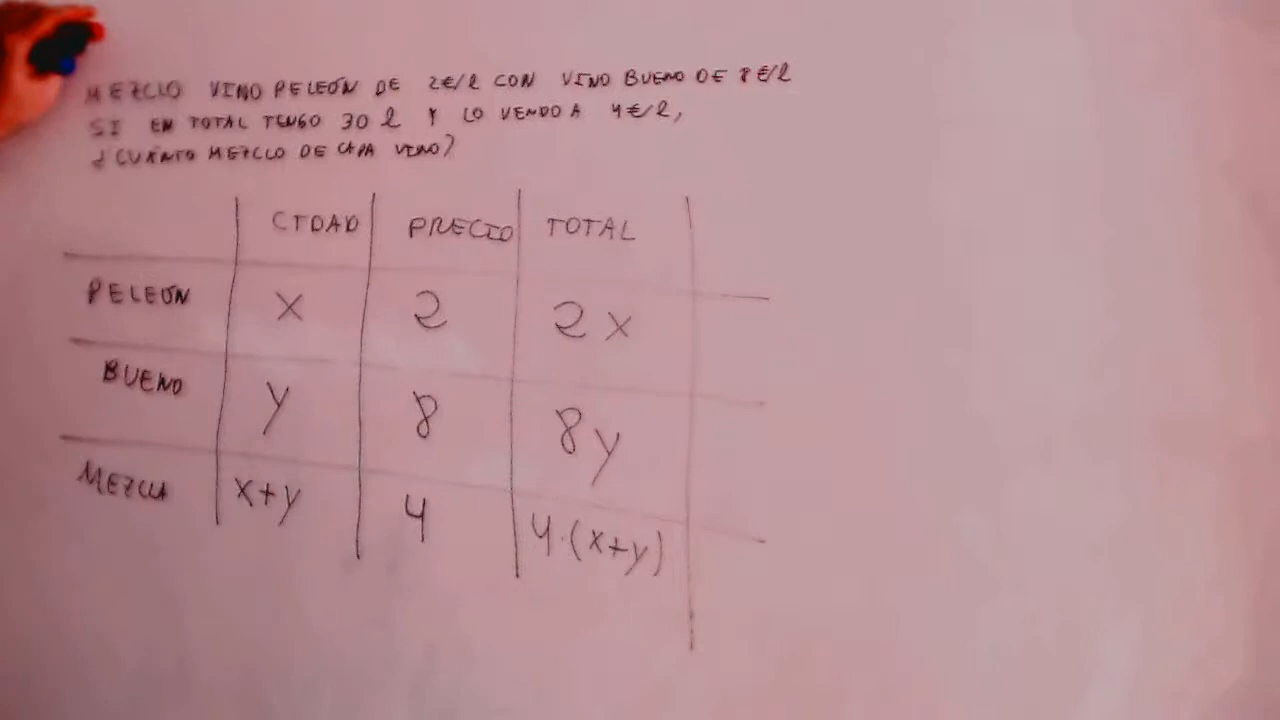 MEZCLO VINO PELEÓN DE 2€/l CON VINO BUENO DE 8€/l
SI EN TOTAL TENGO 30 l Y LO VENDO A 4€/l,
¿CUÁNTO MEZCLO DE CADA VINO?
CTDAD PRECIO TOTAL
PELEÓN x 2 2x
BUENO y 8 8y
MEZCLA x+y 4 4·(x+y)